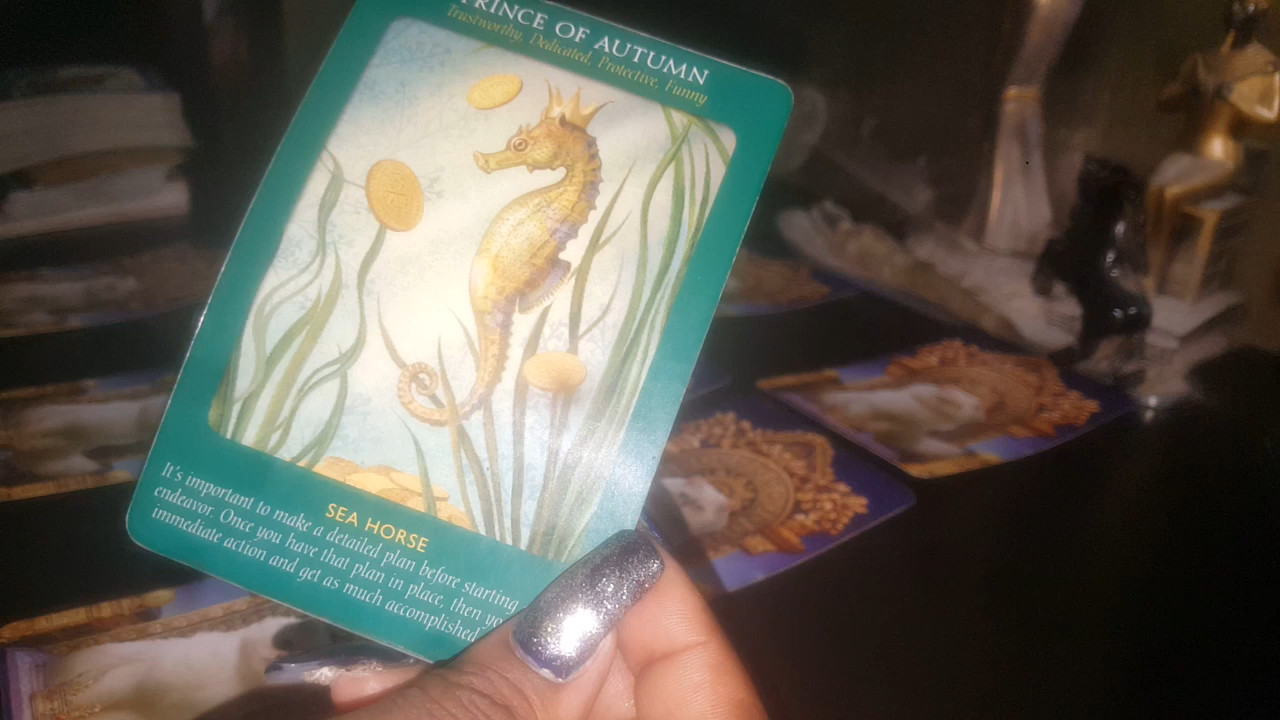 PRINCE OF AUTUMN
Trustworthy, Dedicated, Protective, Funny
SEA HORSE
It's important to make a detailed plan before starting
endeavor. Once you have that plan in place, then
immediate action and get as much accomplished